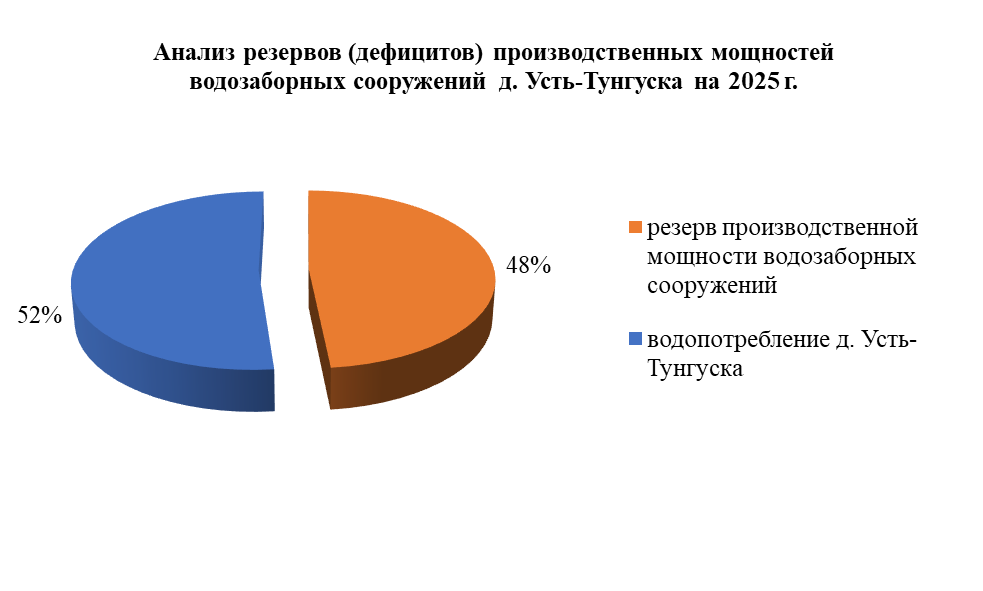 Анализ резервов (дефицитов) производственных мощностей
водозаборных сооружений д. Усть-Тунгуска на 2025 г.
48%
52%
резерв производственной
мощности водозаборных
сооружений
водопотребление д. Усть-
Тунгуска